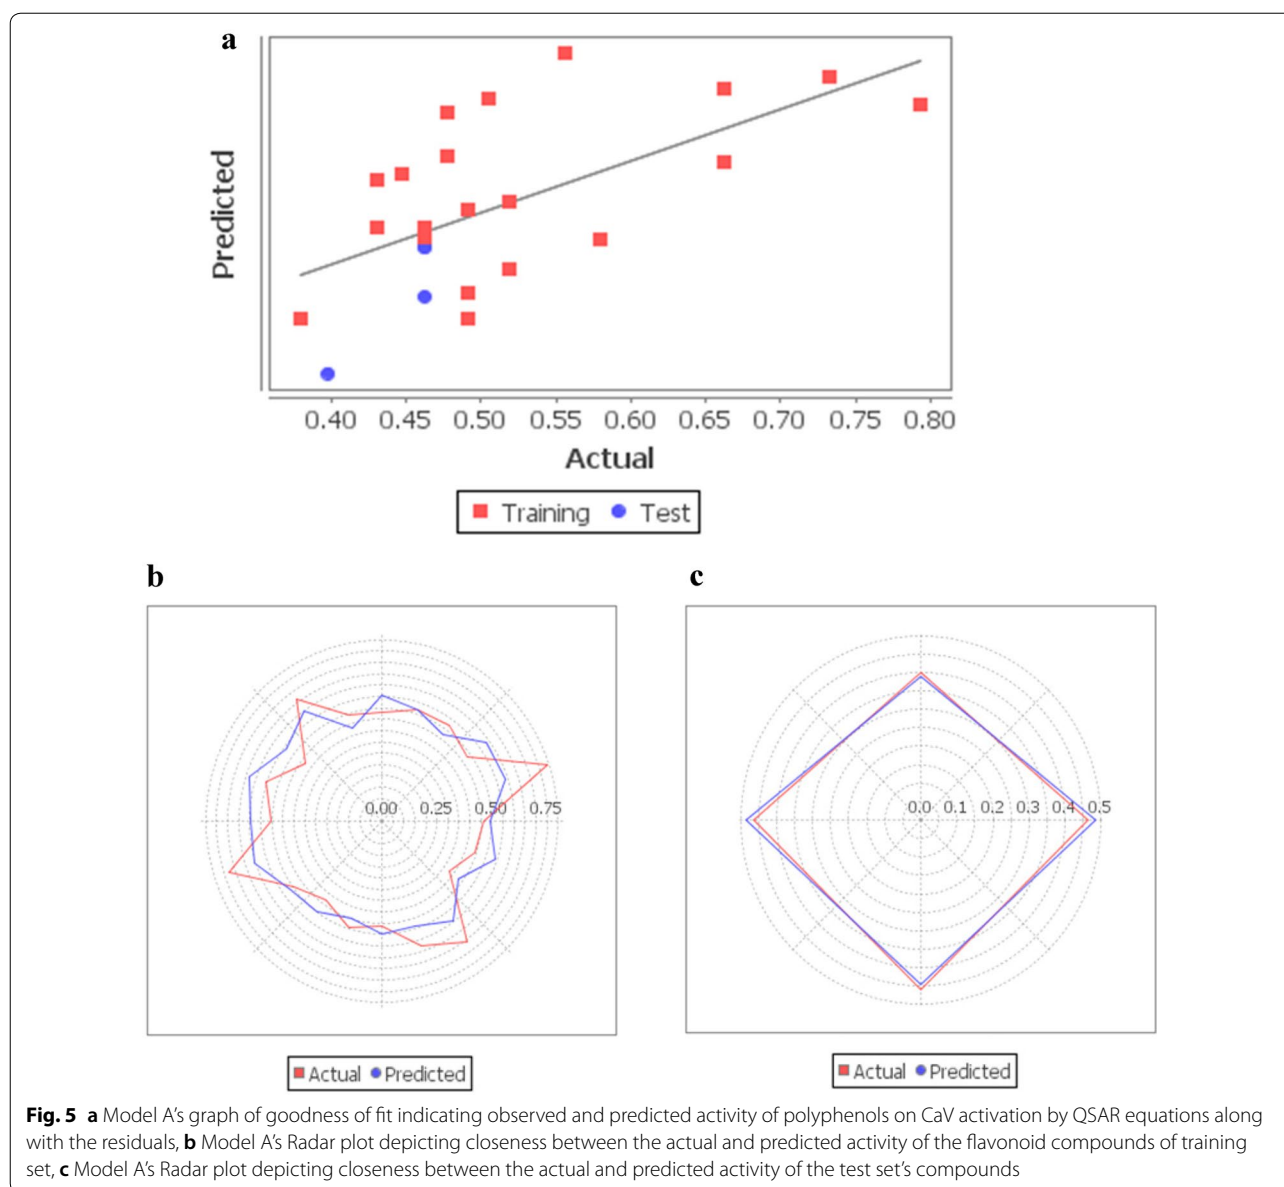 a
Predicted
0.40 0.45 0.50 0.55 0.60 0.65 0.70 0.75 0.80
Actual
Training Test
b
c
0.00 0.25 0.50 0.75
0.0 0.1 0.2 0.3 0.4 0.5
Actual Predicted
Actual Predicted
Fig. 5 a Model A's graph of goodness of fit indicating observed and predicted activity of polyphenols on CaV activation by QSAR equations along
with the residuals, b Model A's Radar plot depicting closeness between the actual and predicted activity of the flavonoid compounds of training
set, c Model A's Radar plot depicting closeness between the actual and predicted activity of the test set's compounds